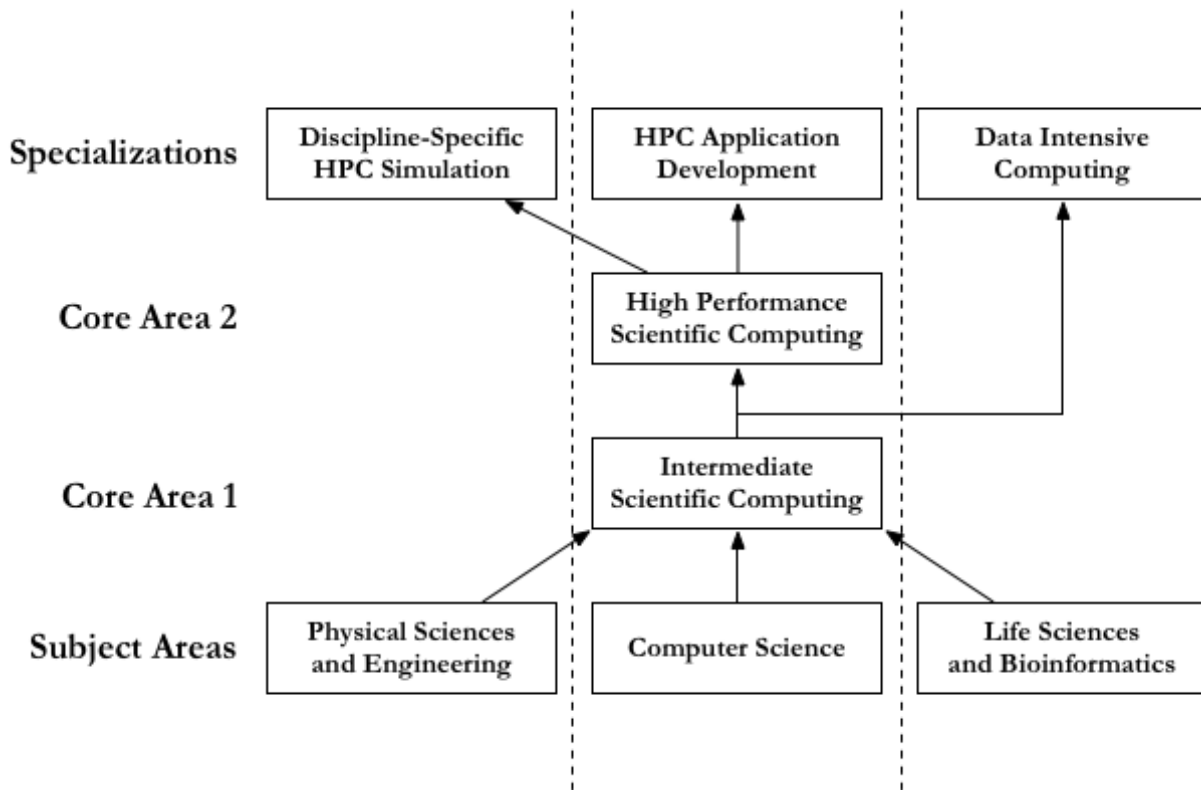 Specializations
Discipline-Specific
HPC Simulation
HPC Application
Development
Data Intensive
Computing
Core Area 2
High Performance
Scientific Computing
Core Area 1
Intermediate
Scientific Computing
Subject Areas
Physical Sciences
and Engineering
Computer Science
Life Sciences
and Bioinformatics